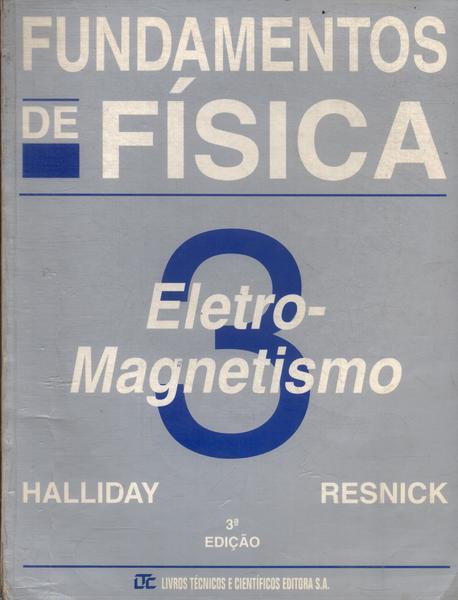 FUNDAMENTOS
DE FÍSICA
3
Eletro-
Magnetismo
HALLIDAY RESNICK
3ª
EDIÇÃO
LTC LIVROS TÉCNICOS E CIENTÍFICOS EDITORA S.A.